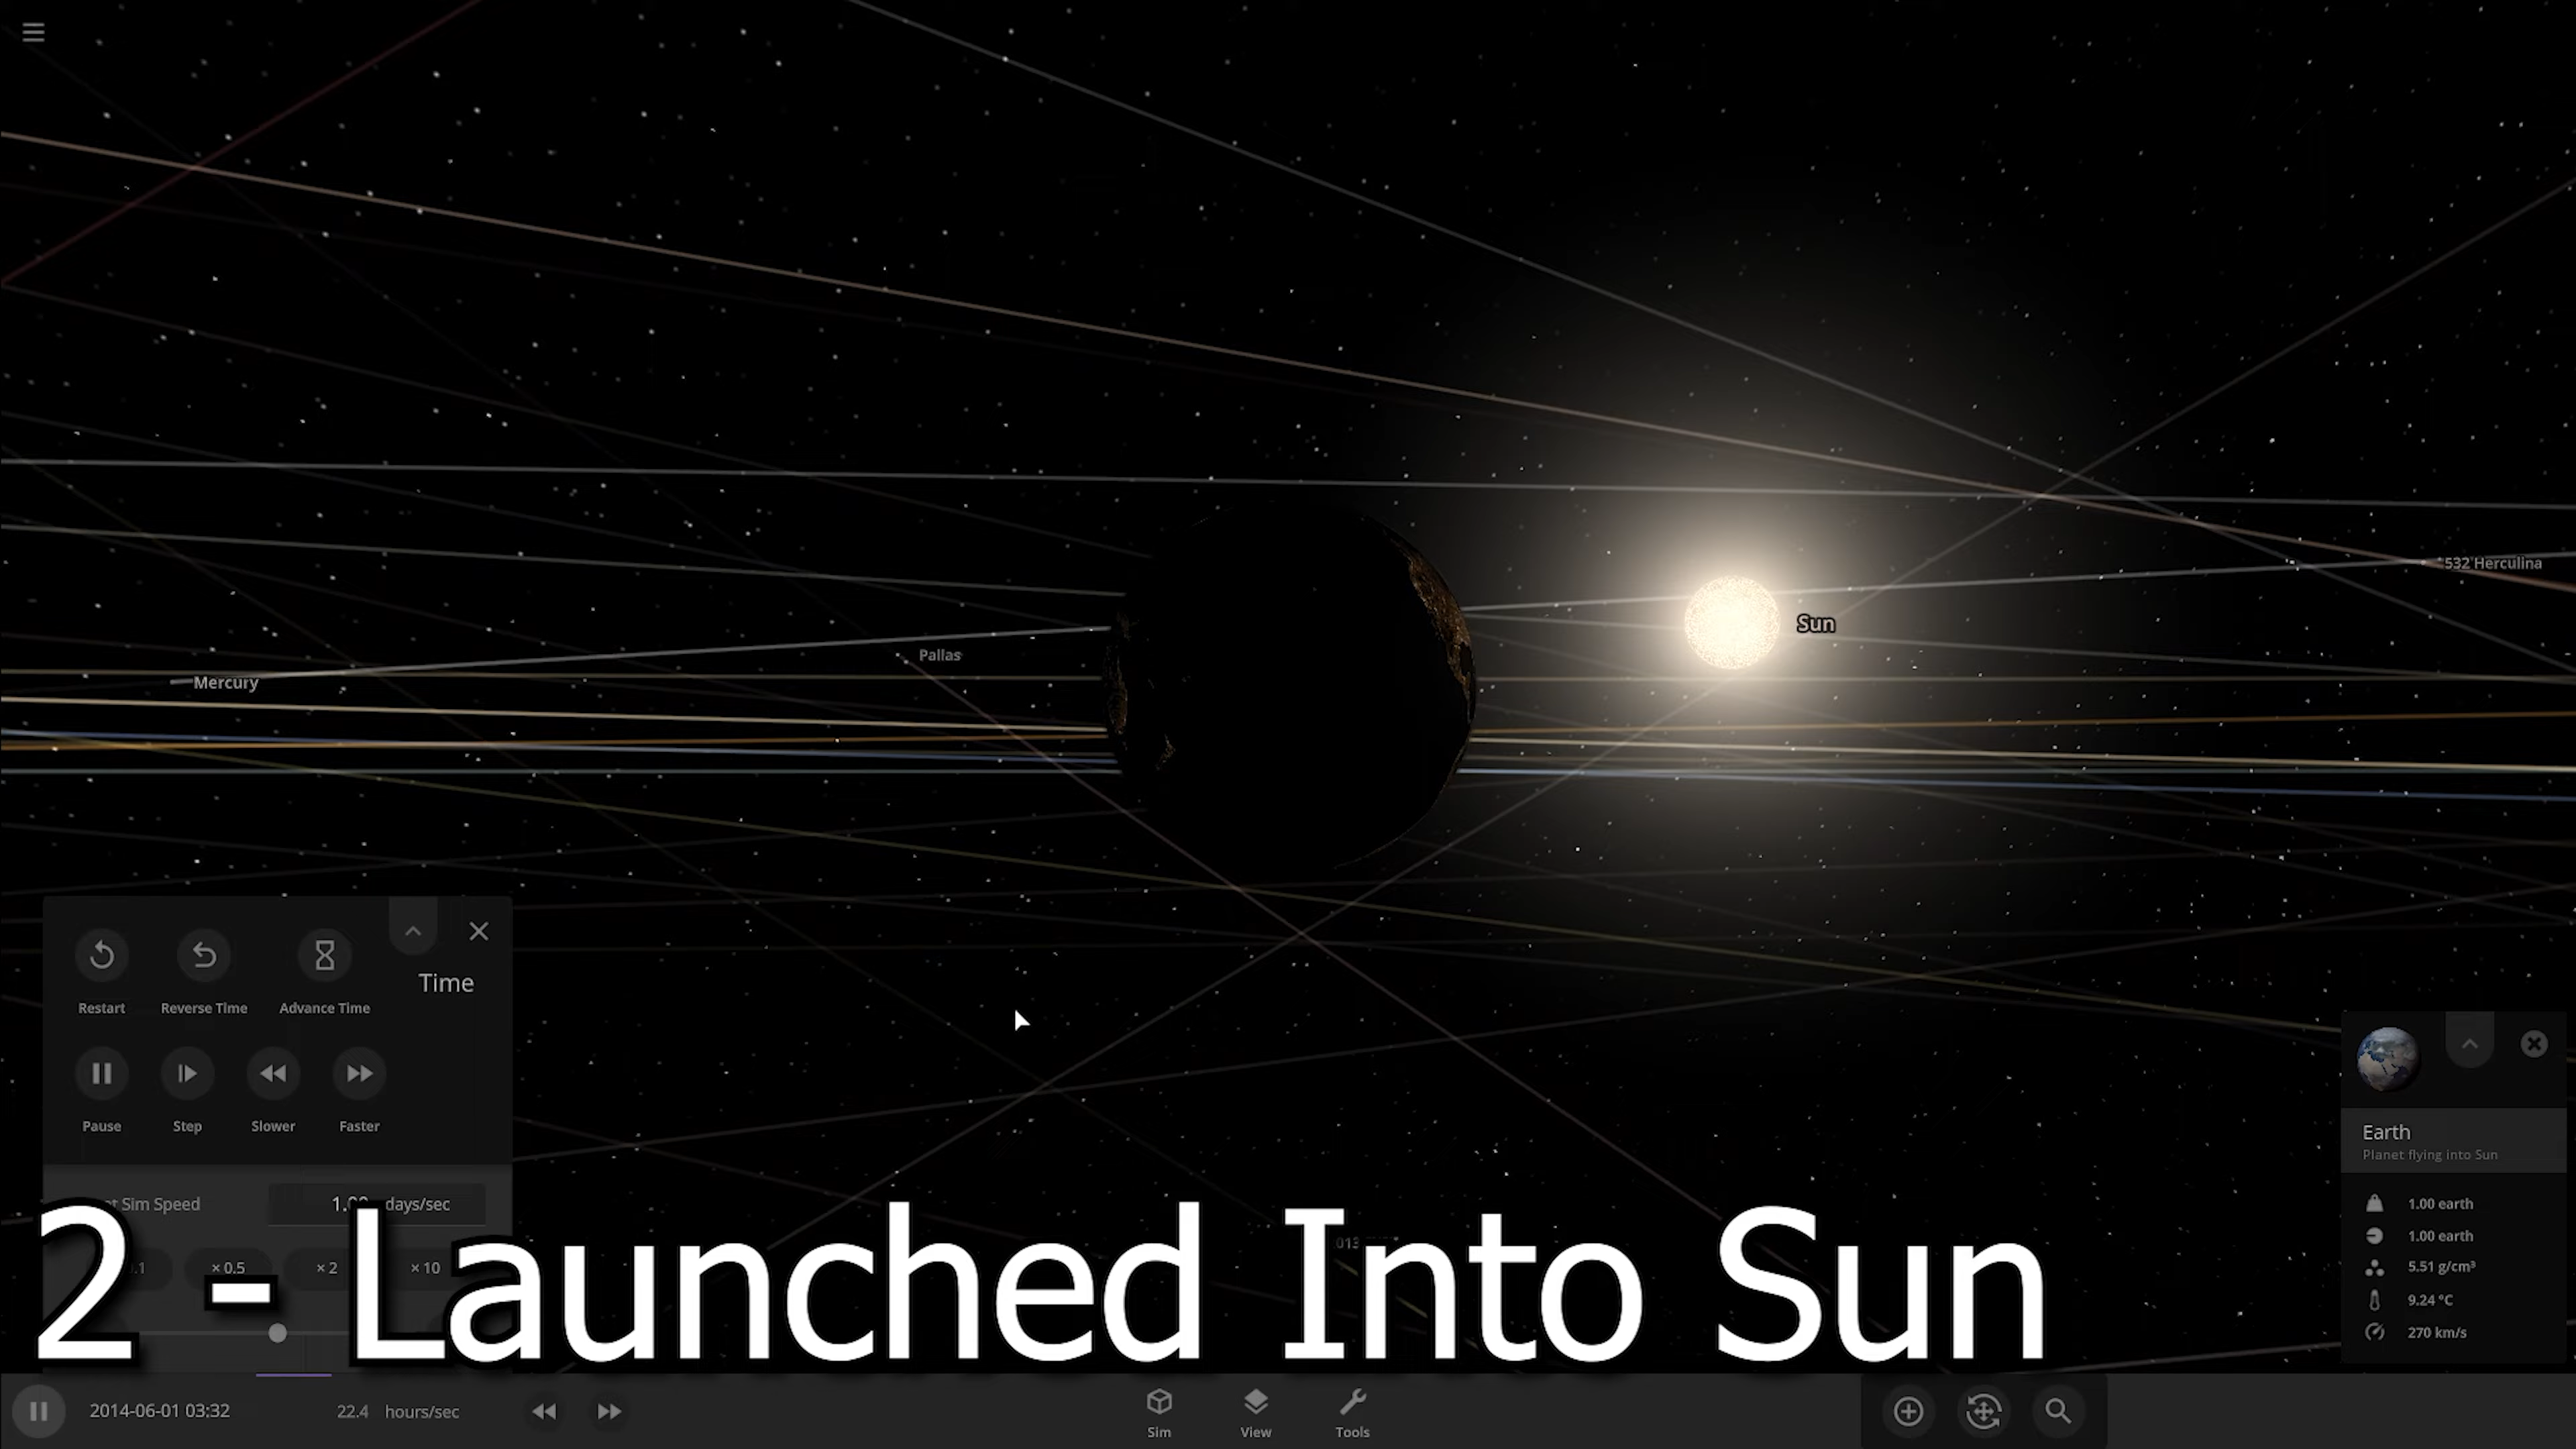 532 Herculina
Sun
Pallas
Mercury
Time
Restart
Reverse Time
Advance Time
Pause
Step
Slower
Faster
Sim Speed
days/sec
× 0.5
× 2
× 10
013
2 - Launched Into Sun
Earth
Planet flying into Sun
1.00 earth
1.00 earth
5.51 g/cm³
9.24 °C
270 km/s
2014-06-01 03:32
22.4 hours/sec
Sim
View
Tools